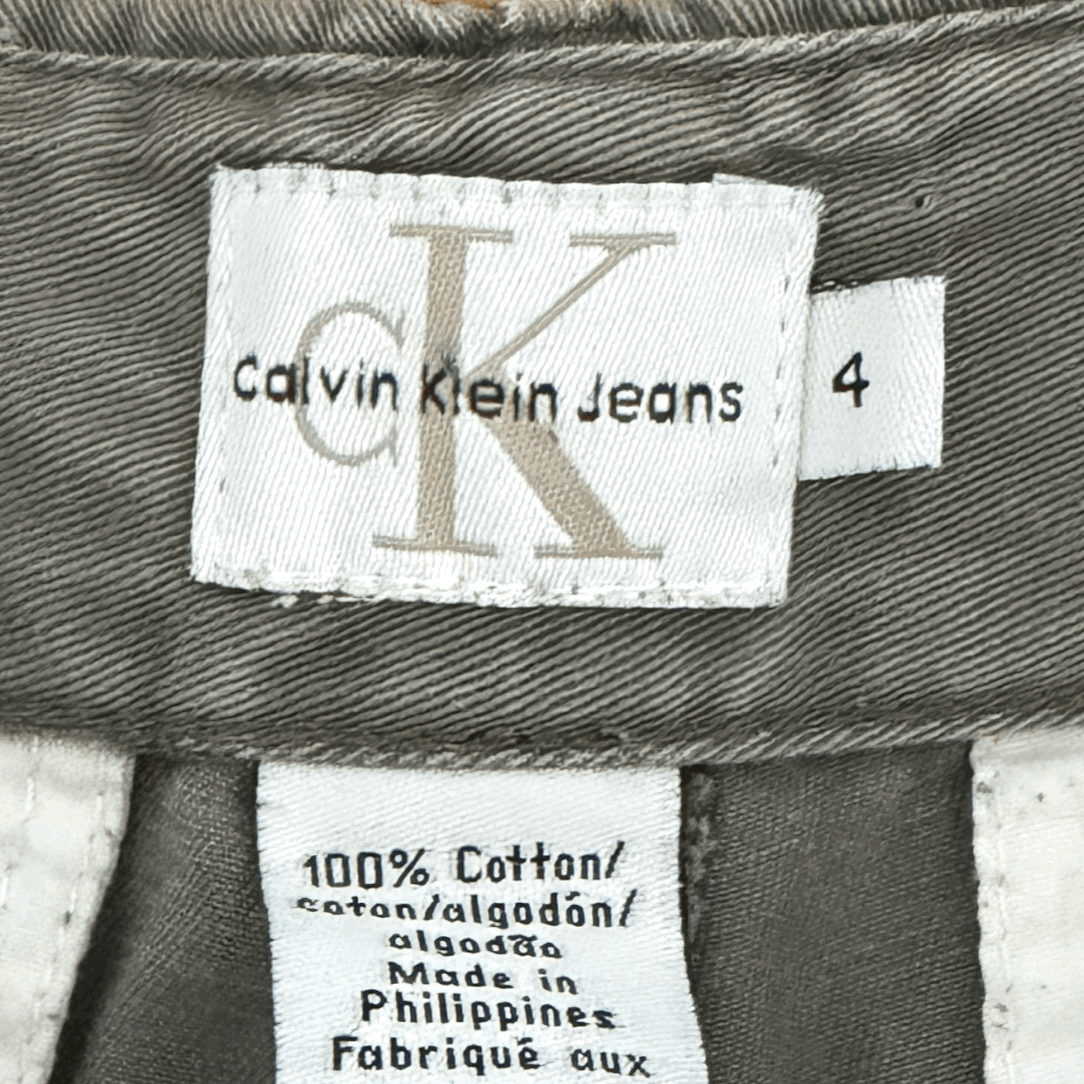 CK
Calvin Klein Jeans
4
100% Cotton/
coton/algodón/
algodão
Made in
Philippines
Fabriqué aux